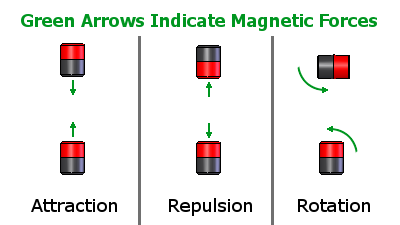 Green Arrows Indicate Magnetic Forces
Attraction
Repulsion
Rotation